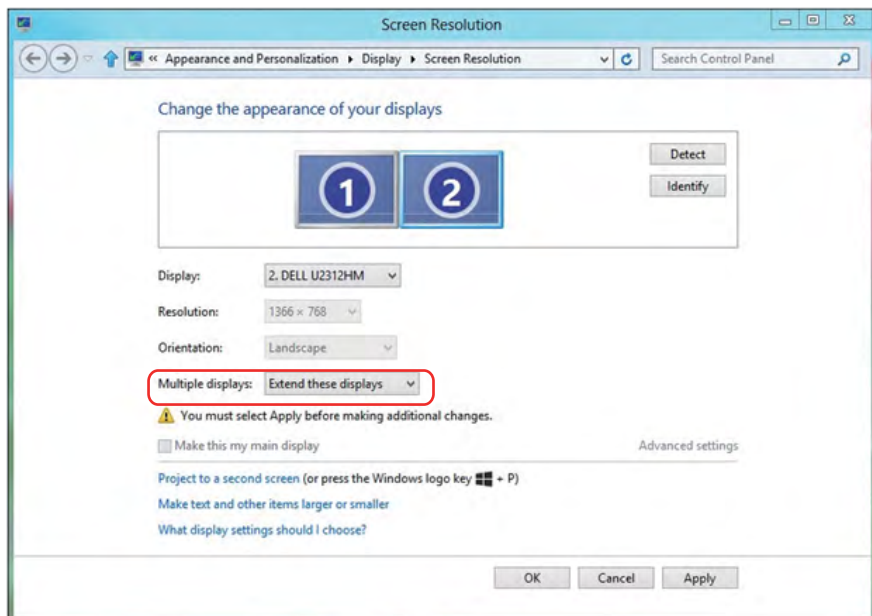 Screen Resolution
« Appearance and Personalization Display Screen Resolution Search Control Panel
Change the appearance of your displays
1 2
Detect
Identify
Display: 2. DELL U2312HM
Resolution: 1366 × 768
Orientation: Landscape
Multiple displays: Extend these displays
You must select Apply before making additional changes.
Make this my main display Advanced settings
Project to a second screen (or press the Windows logo key + P)
Make text and other items larger or smaller
What display settings should I choose?
OK Cancel Apply